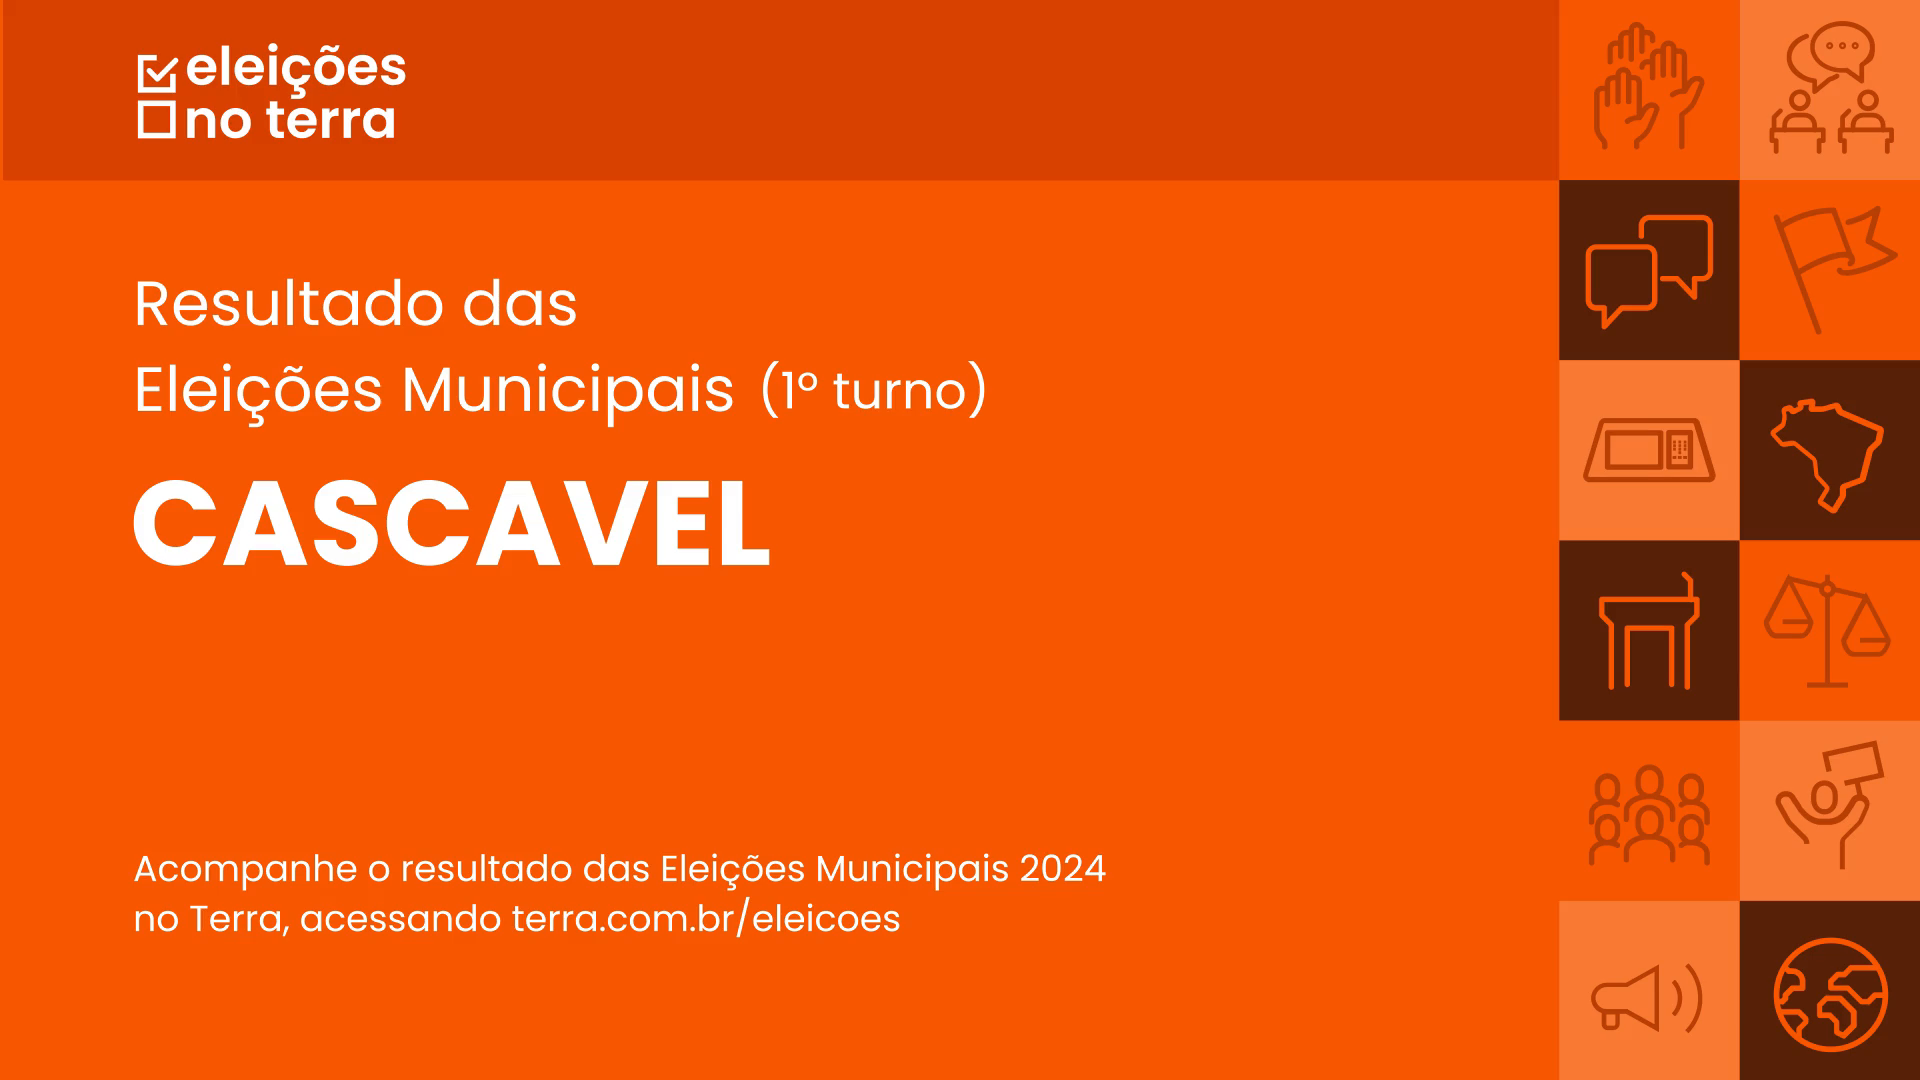 eleições
no terra
Resultado das
Eleições Municipais (1º turno)
CASCAVEL
Acompanhe o resultado das Eleições Municipais 2024
no Terra, acessando terra.com.br/eleicoes